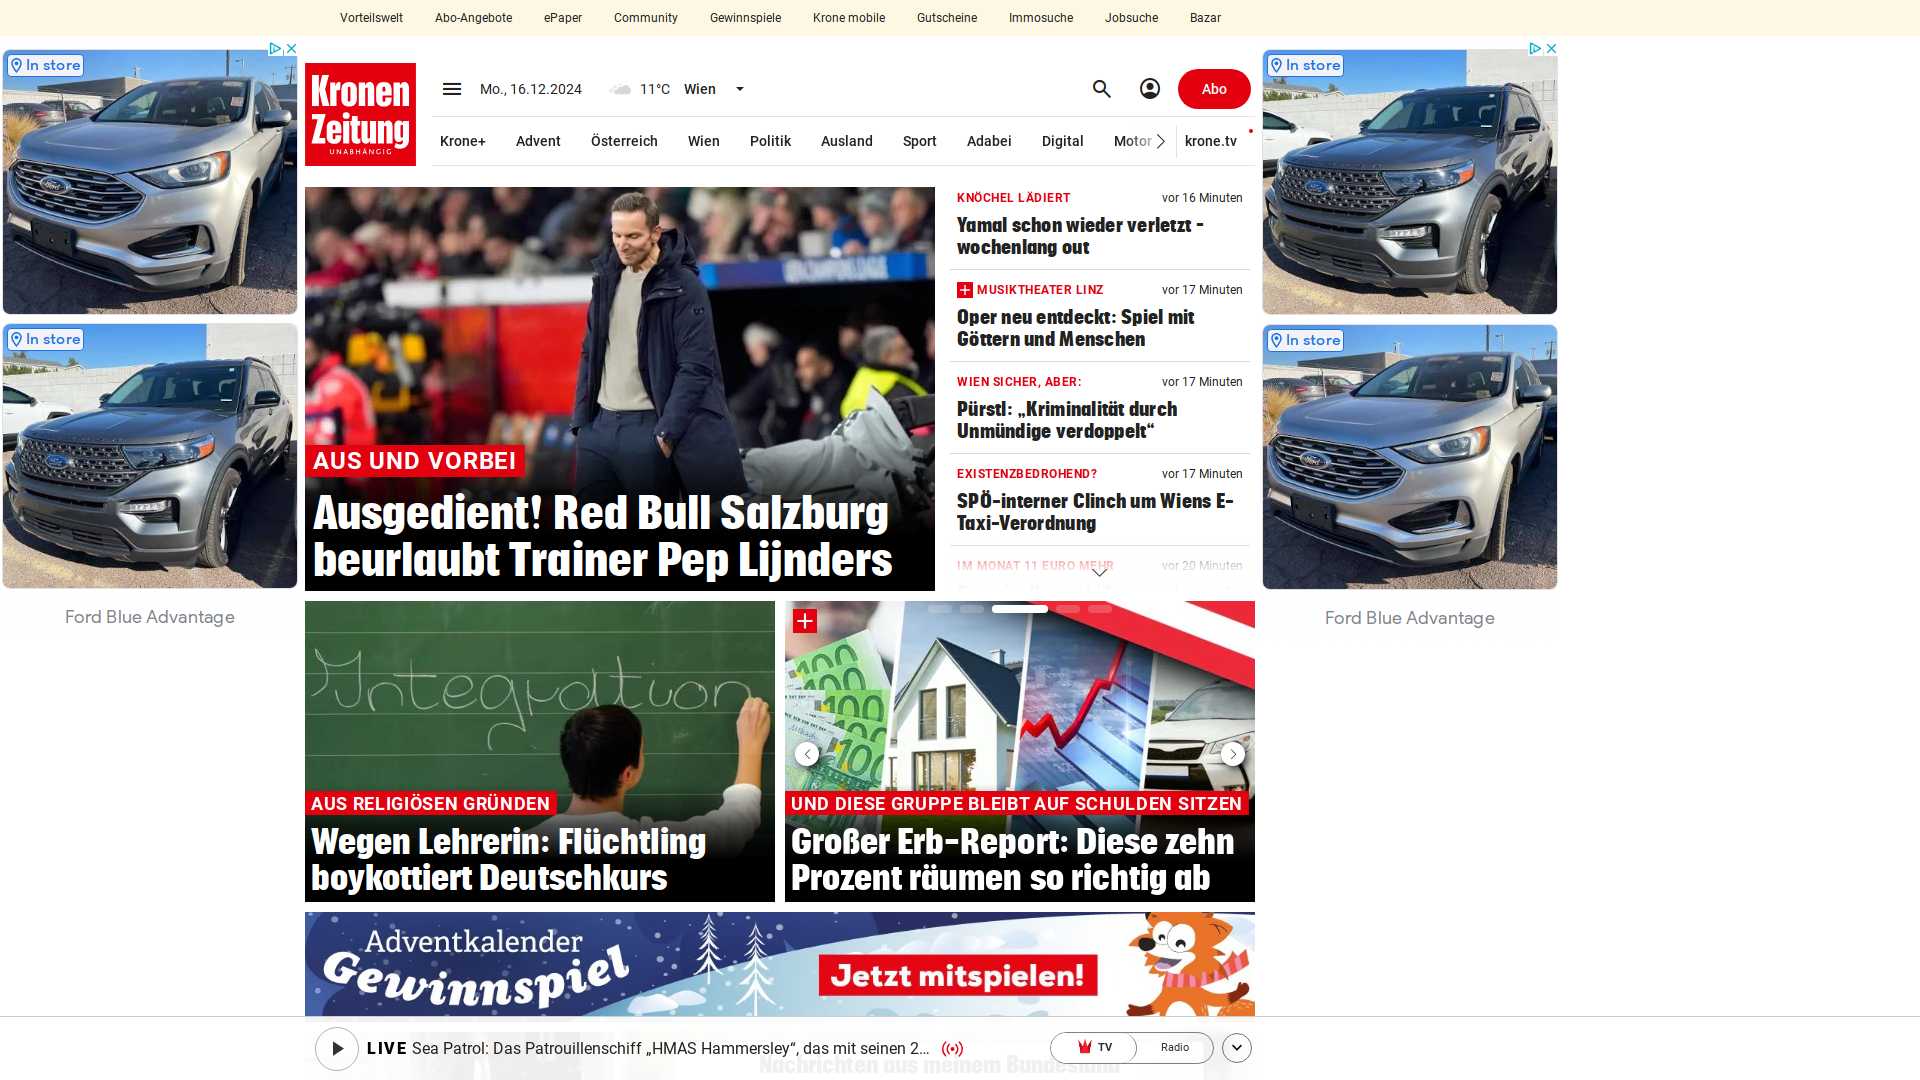 Vorteilswelt Abo-Angebote ePaper Community Gewinnspiele Krone mobile Gutscheine Immosuche Jobsuche Bazar
In store
In store
Ford Blue Advantage
Kronen
Zeitung
UNABHÄNGIG
Mo., 16.12.2024 11°C Wien
Abo
Krone+ Advent Österreich Wien Politik Ausland Sport Adabei Digital Motor krone.tv
AUS UND VORBEI
Ausgedient! Red Bull Salzburg
beurlaubt Trainer Pep Lijnders
KNÖCHEL LÄDIERT vor 16 Minuten
Yamal schon wieder verletzt -
wochenlang out
MUSIKTHEATER LINZ vor 17 Minuten
Oper neu entdeckt: Spiel mit
Göttern und Menschen
WIEN SICHER, ABER: vor 17 Minuten
Pürstl: „Kriminalität durch
Unmündige verdoppelt“
EXISTENZBEDROHEND? vor 17 Minuten
SPÖ-interner Clinch um Wiens E-
Taxi-Verordnung
IM MONAT 11 EURO MEHR vor 20 Minuten
In store
In store
Ford Blue Advantage
Integration
AUS RELIGIÖSEN GRÜNDEN
Wegen Lehrerin: Flüchtling
boykottiert Deutschkurs
100
100
100
UND DIESE GRUPPE BLEIBT AUF SCHULDEN SITZEN
Großer Erb-Report: Diese zehn
Prozent räumen so richtig ab
Adventkalender
Gewinnspiel
Jetzt mitspielen!
LIVE Sea Patrol: Das Patrouillenschiff „HMAS Hammersley“, das mit seinen 2...
TV Radio
Nachrichten aus meinem Bundesland